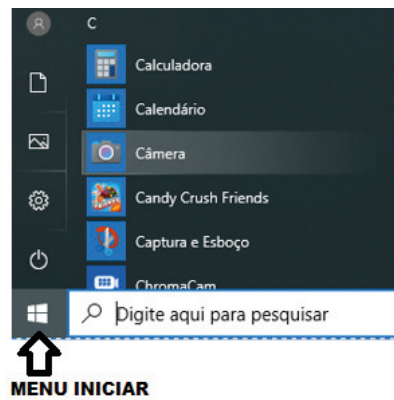 C
Calculadora
Calendário
Câmera
Candy Crush Friends
Captura e Esboço
ChromaCam
Digite aqui para pesquisar
MENU INICIAR